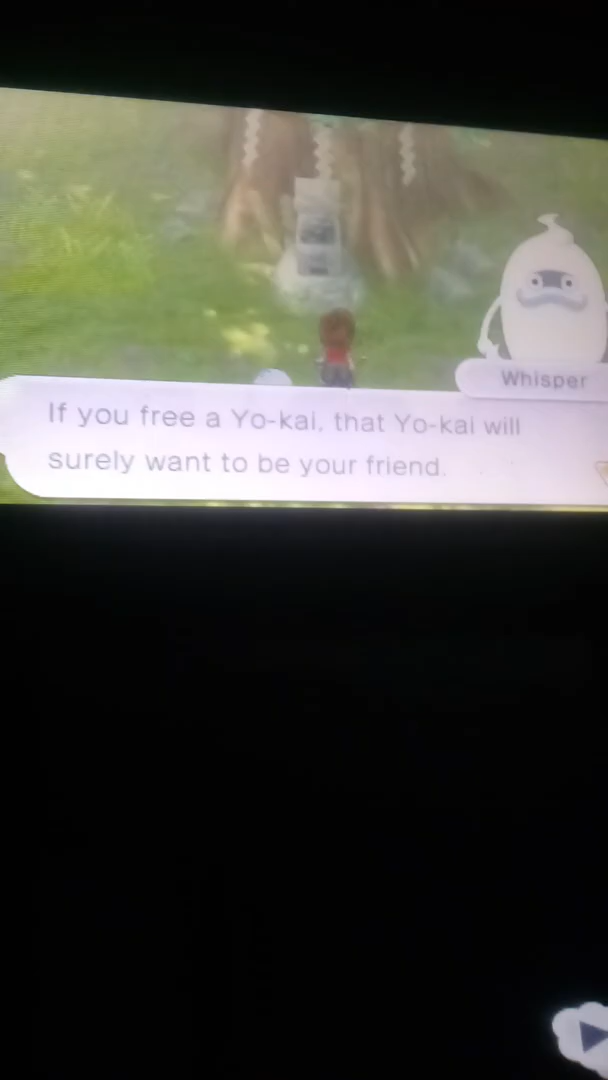 Whisper
If you free a Yo-kai, that Yo-kai will
surely want to be your friend.